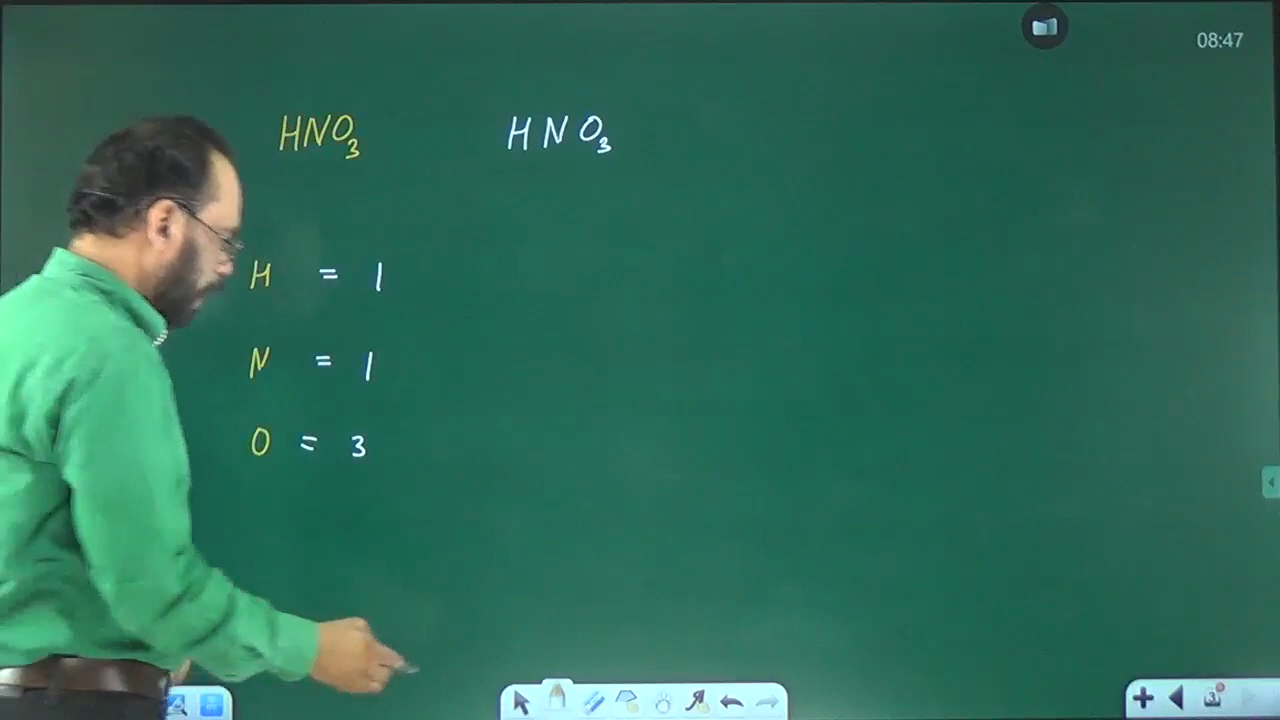 08:47
HNO₃ HNO₃
H = 1
N = 1
O = 3